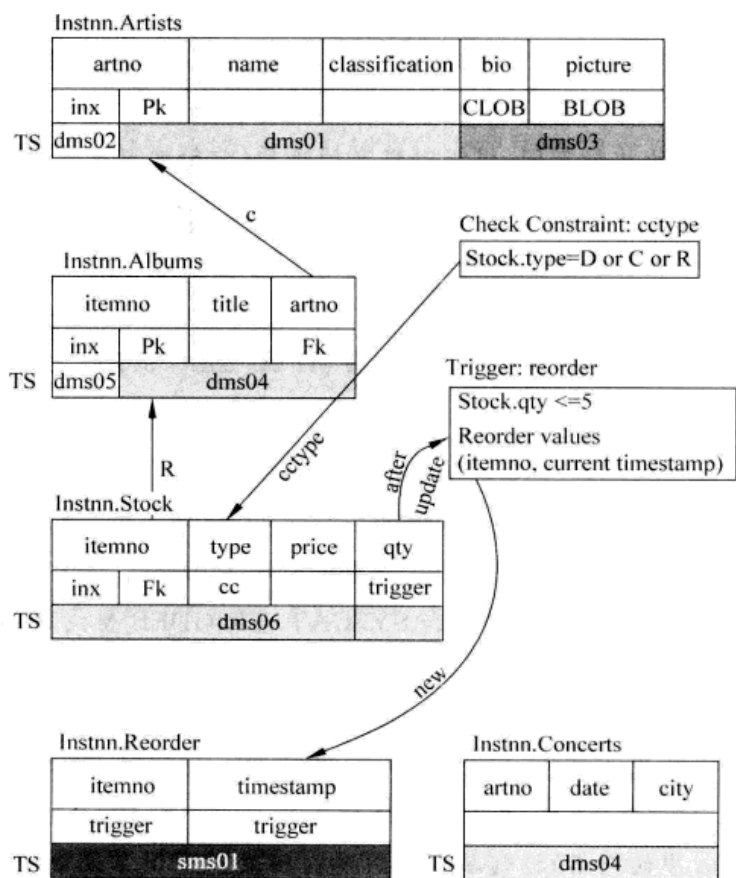 Instnn.Artists
artno name classification bio picture
inx Pk CLOB BLOB
TS dms02 dms01 dms03
c
Check Constraint: cctype
Stock.type=D or C or R
Instnn.Albums
itemno title artno
inx Pk Fk
TS dms05 dms04
Trigger: reorder
Stock.qty <=5
Reorder values
(itemno, current timestamp)
R
cctype
after
update
Instnn.Stock
itemno type price qty
inx Fk cc trigger
TS dms06
new
Instnn.Reorder
itemno timestamp
trigger trigger
TS sms01
Instnn.Concerts
artno date city
TS dms04